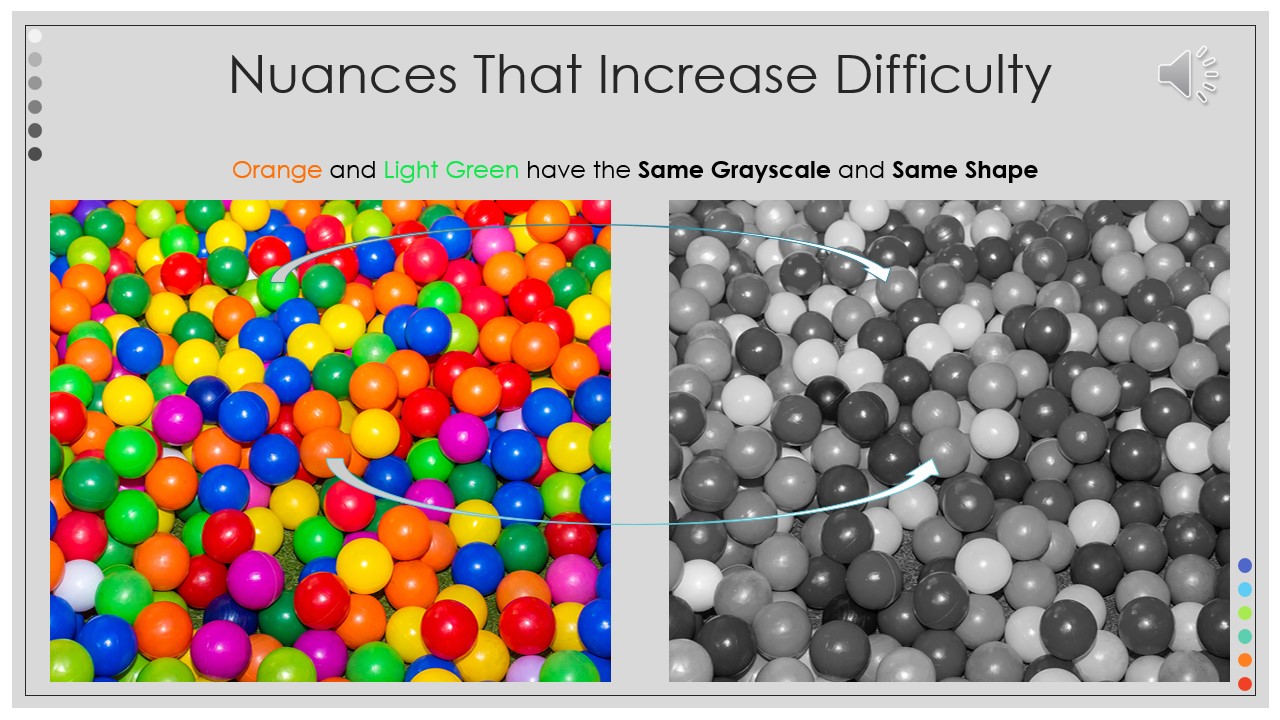 Nuances That Increase Difficulty
Orange and Light Green have the Same Grayscale and Same Shape